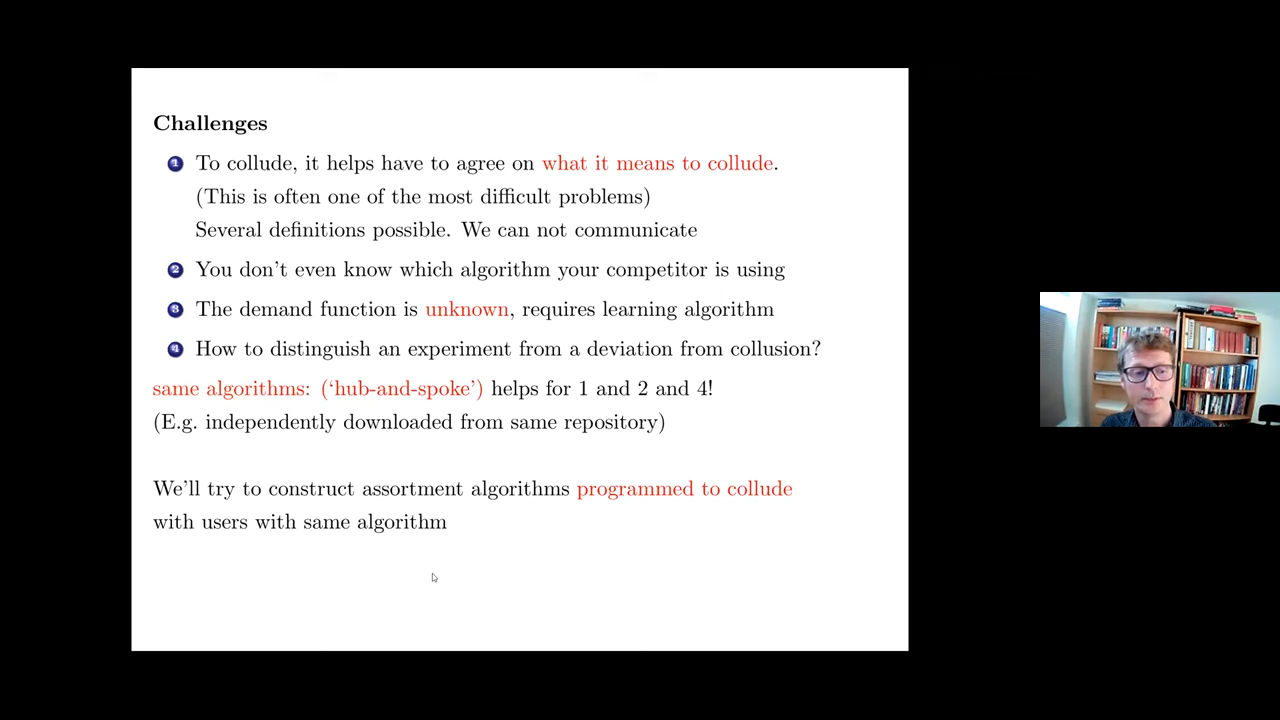 Challenges
1 To collude, it helps have to agree on what it means to collude.
(This is often one of the most difficult problems)
Several definitions possible. We can not communicate
2 You don't even know which algorithm your competitor is using
3 The demand function is unknown, requires learning algorithm
4 How to distinguish an experiment from a deviation from collusion?
same algorithms: (‘hub-and-spoke’) helps for 1 and 2 and 4!
(E.g. independently downloaded from same repository)
We'll try to construct assortment algorithms programmed to collude
with users with same algorithm